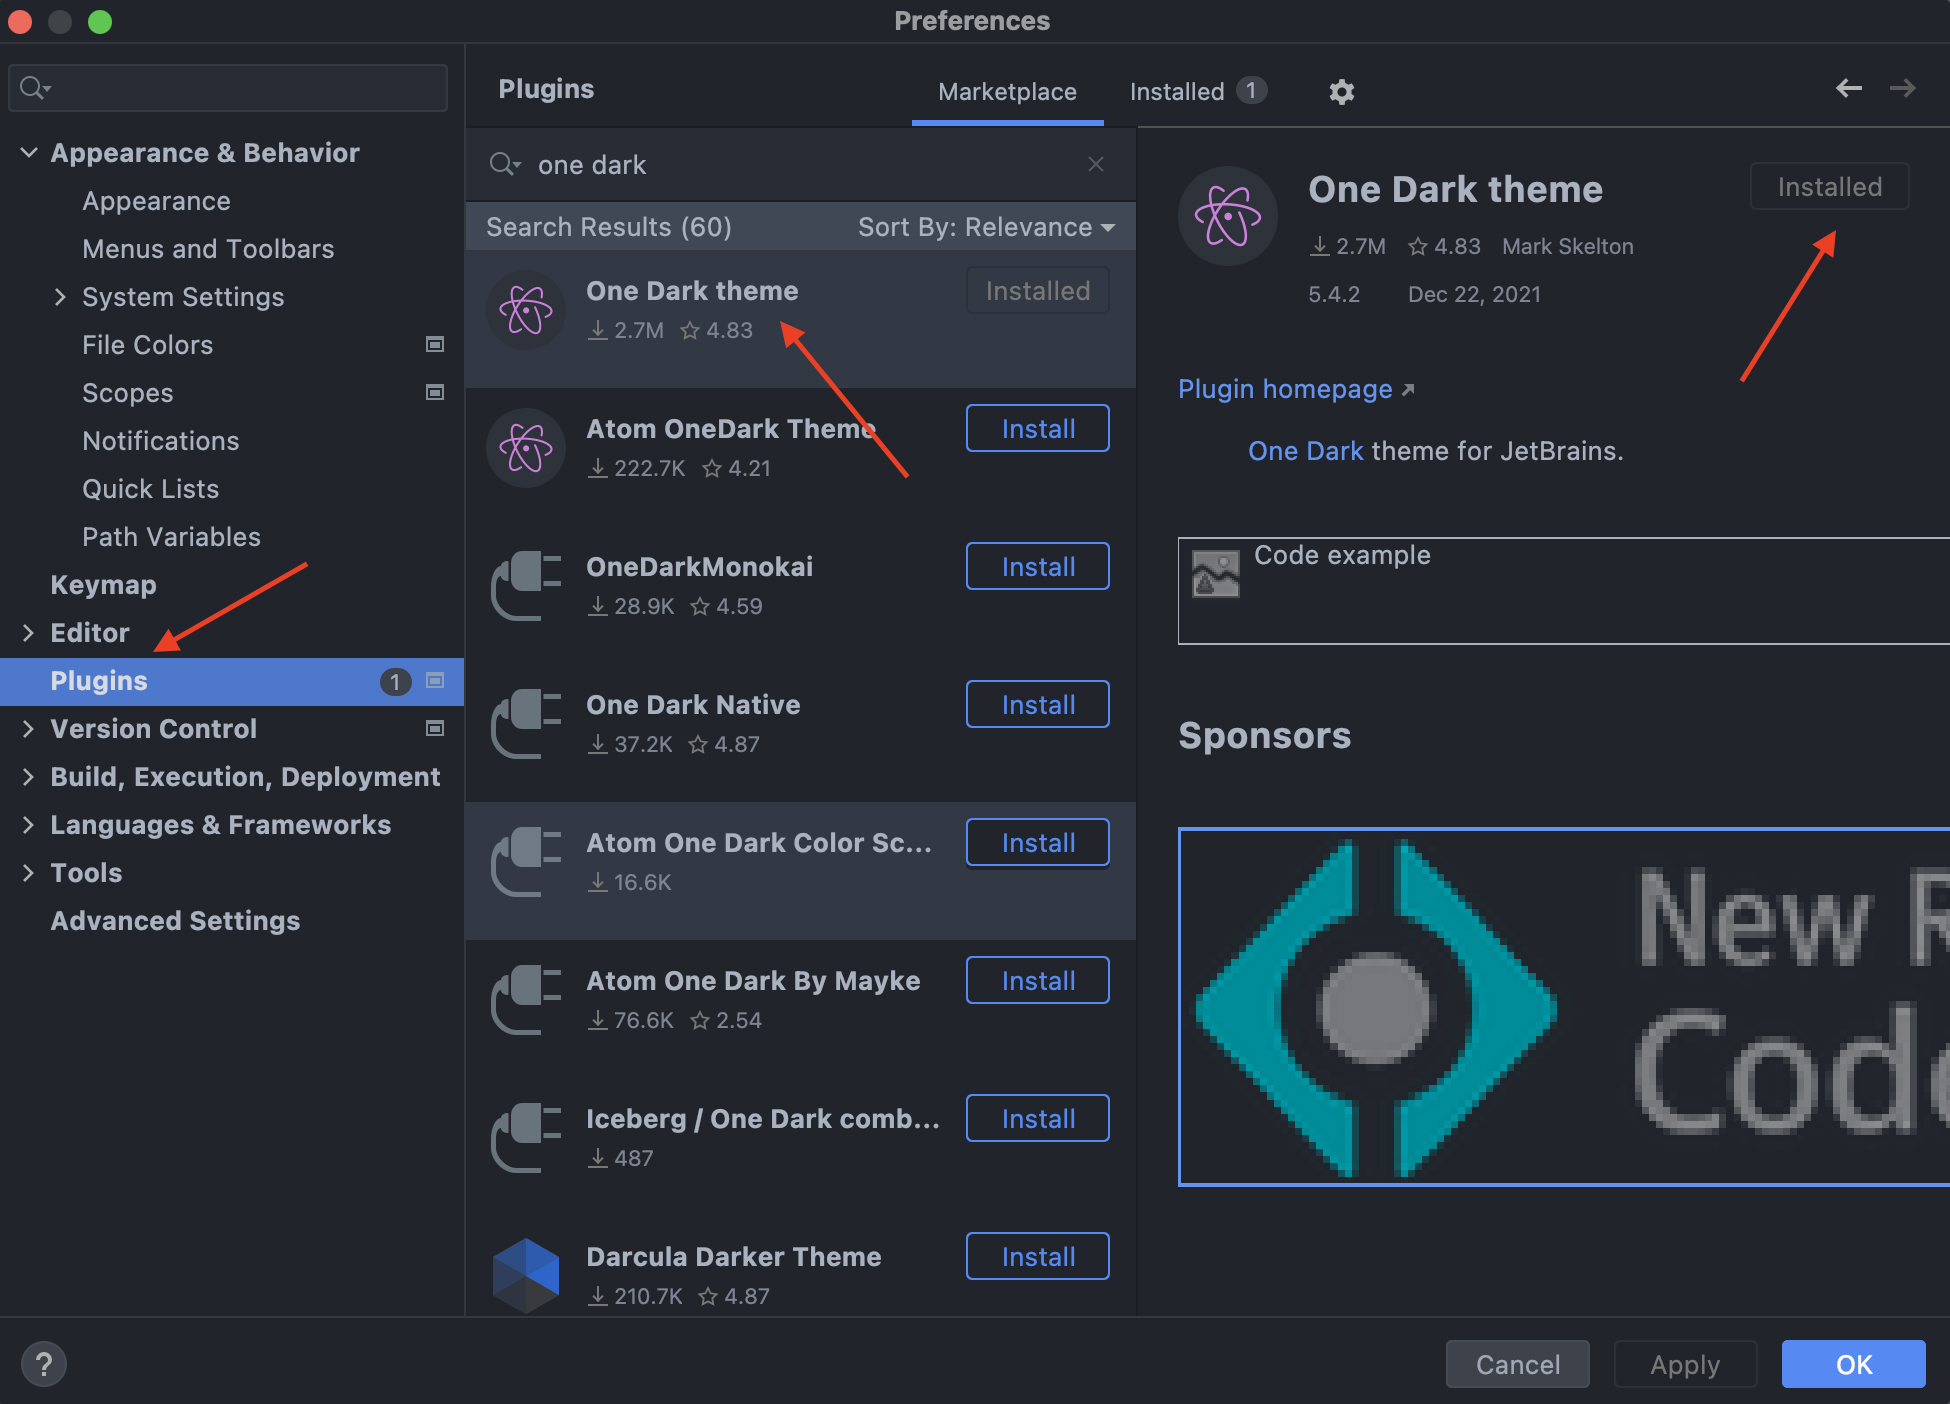 Preferences
Plugins
Marketplace
Installed 1
Appearance & Behavior
Appearance
Menus and Toolbars
System Settings
File Colors
Scopes
Notifications
Quick Lists
Path Variables
Keymap
Editor
Plugins 1
Version Control
Build, Execution, Deployment
Languages & Frameworks
Tools
Advanced Settings
one dark
Search Results (60) Sort By: Relevance
One Dark theme Installed
2.7M 4.83
Atom OneDark Theme Install
222.7K 4.21
OneDarkMonokai Install
28.9K 4.59
One Dark Native Install
37.2K 4.87
Atom One Dark Color Sc... Install
16.6K
Atom One Dark By Mayke Install
76.6K 2.54
Iceberg / One Dark comb... Install
487
Darcula Darker Theme Install
210.7K 4.87
One Dark theme Installed
2.7M 4.83 Mark Skelton
5.4.2 Dec 22, 2021
Plugin homepage
One Dark theme for JetBrains.
Code example
Sponsors
New R
Cod
? Cancel Apply OK